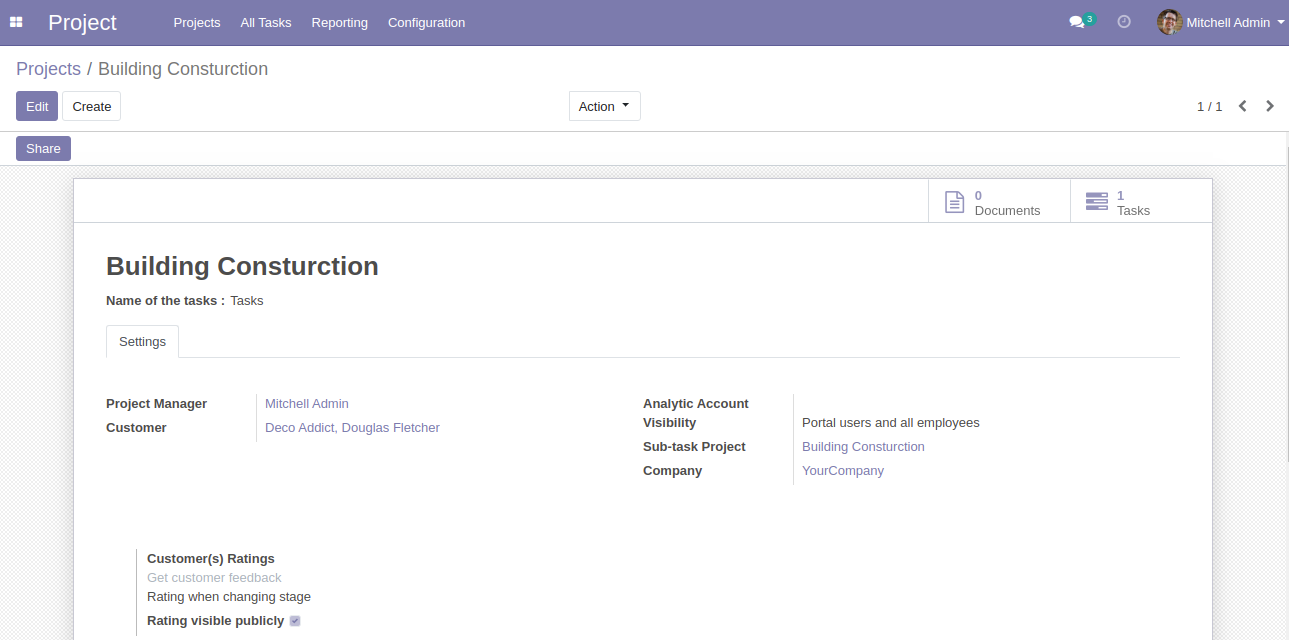 Project Projects All Tasks Reporting Configuration 3 Mitchell Admin
Projects / Building Consturction
Edit Create Action 1 / 1
Share
0
Documents
1
Tasks
Building Consturction
Name of the tasks : Tasks
Settings
Project Manager Mitchell Admin
Customer Deco Addict, Douglas Fletcher
Analytic Account
Visibility Portal users and all employees
Sub-task Project Building Consturction
Company YourCompany
Customer(s) Ratings
Get customer feedback
Rating when changing stage
Rating visible publicly